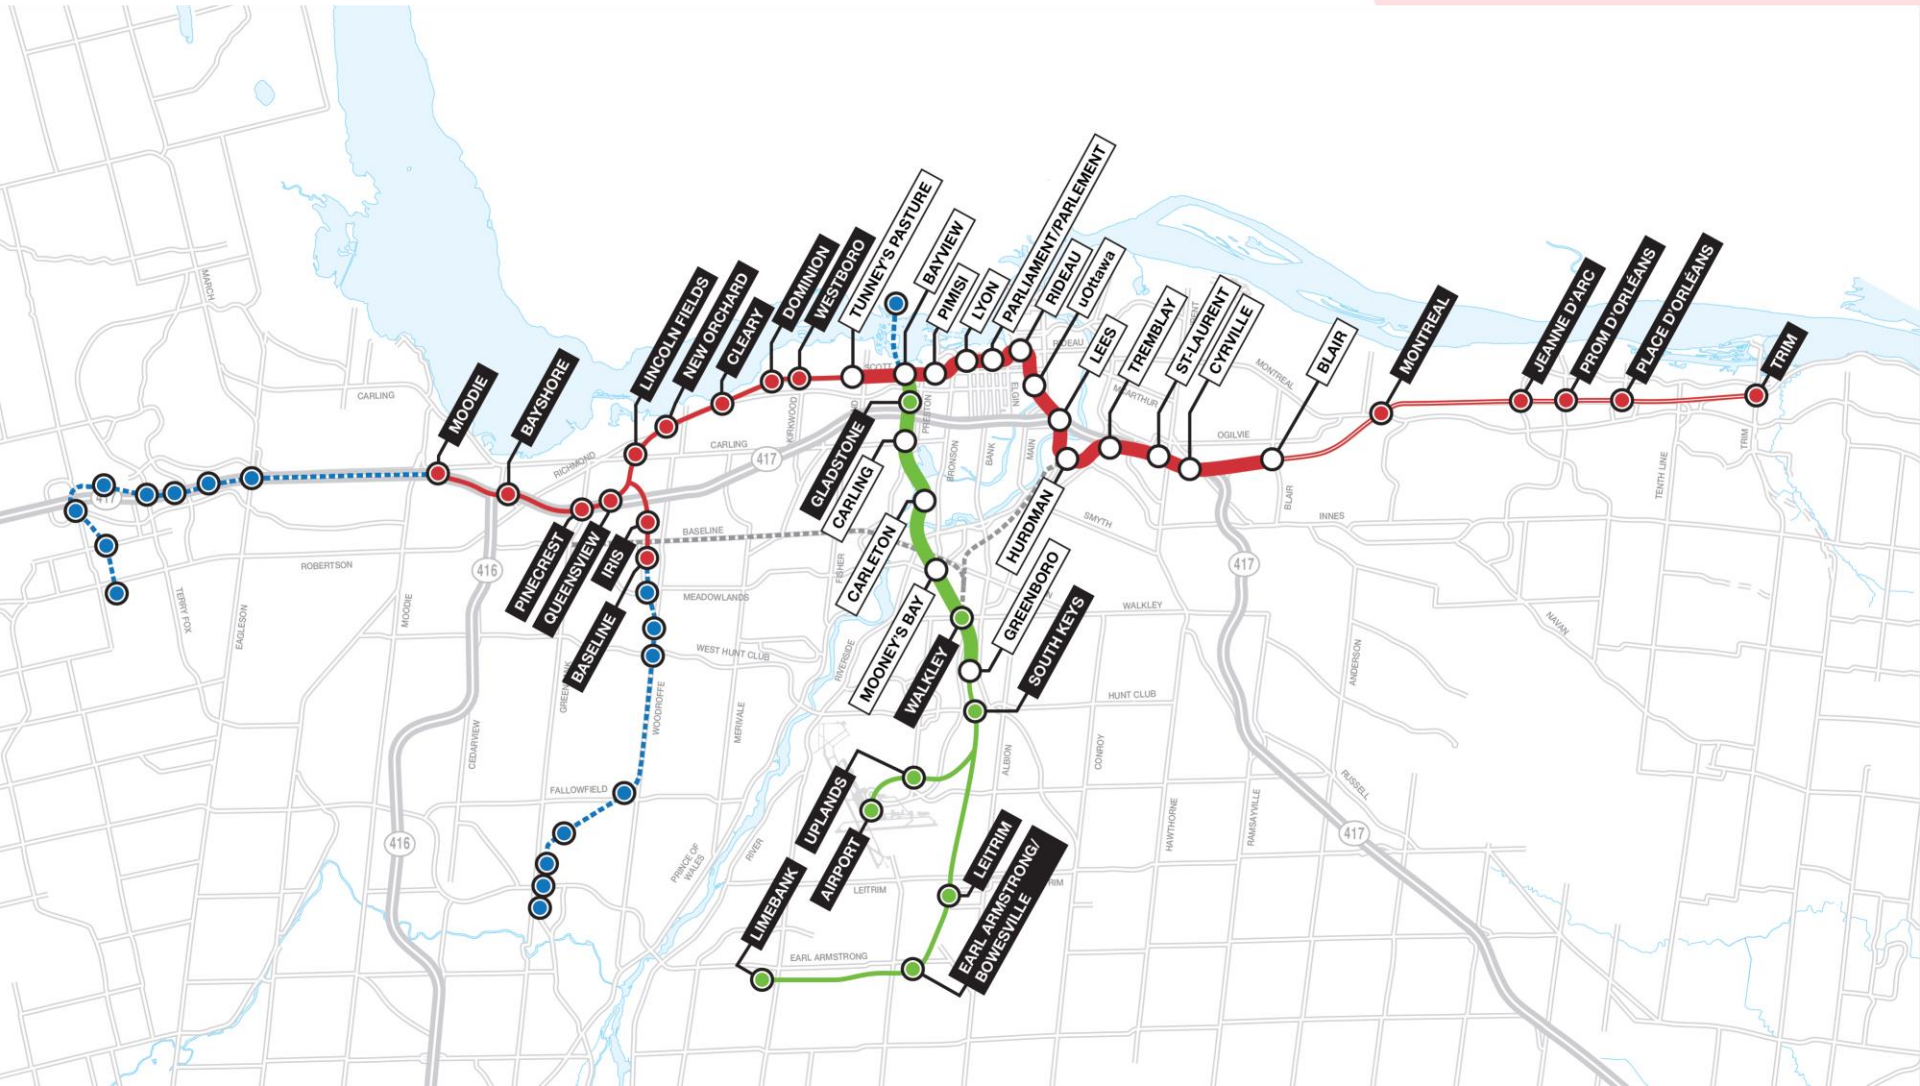 MOODIE
BAYSHORE
PINECREST
QUEENSVIEW
IRIS
BASELINE
LINCOLN FIELDS
NEW ORCHARD
CLEARY
DOMINION
WESTBORO
TUNNEY'S PASTURE
BAYVIEW
PIMISI
LYON
PARLIAMENT/PARLEMENT
RIDEAU
uOttawa
LEES
HURDMAN
TREMBLAY
ST-LAURENT
CYRVILLE
BLAIR
MONTREAL
JEANNE D'ARC
PROM D'ORLÉANS
PLACE D'ORLÉANS
TRIM
GLADSTONE
CARLING
CARLETON
MOONEY'S BAY
WALKLEY
GREENBORO
SOUTH KEYS
UPLANDS
AIRPORT
LEITRIM
EARL ARMSTRONG/
BOWESVILLE
LIMEBANK
MARCH
CARLING
RICHMOND
CARLING
417
KIRKWOOD
SCOTT
PRESTON
BRONSON
BANK
ELGIN
MAIN
RIDEAU
MONTREAL
OGILVIE
BLAIR
INNES
TENTH LINE
TRIM
417
ROBERTSON
TERRY FOX
EAGLESON
MOODIE
416
BASELINE
MEADOWLANDS
WEST HUNT CLUB
WOODROFFE
MERIVALE
CEDARVIEW
FALLOWFIELD
416
FISHER
RIVERSIDE
SMYTH
WALKLEY
417
HUNT CLUB
ALBION
CONROY
HAWTHORNE
RAMSAYVILLE
ANDERSON
NAVAN
RUSSELL
417
PRINCE OF
WALES
RIVER
LEITRIM
EARL ARMSTRONG